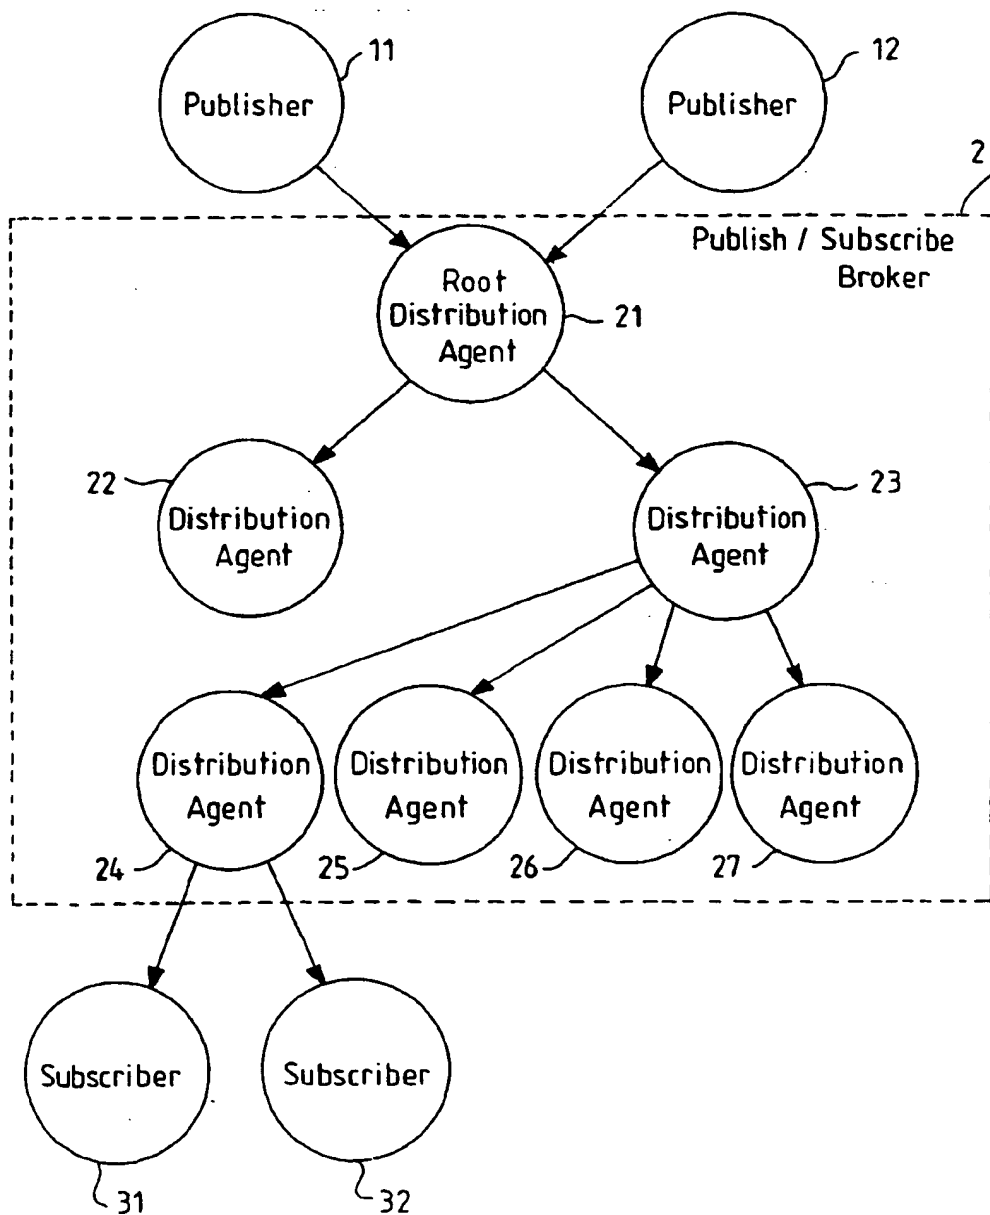 11
12
Publisher
Publisher
2
Publish / Subscribe
Broker
Root
Distribution
Agent
21
22
23
Distribution
Agent
Distribution
Agent
Distribution
Agent
Distribution
Agent
Distribution
Agent
Distribution
Agent
24
25
26
27
Subscriber
Subscriber
31
32